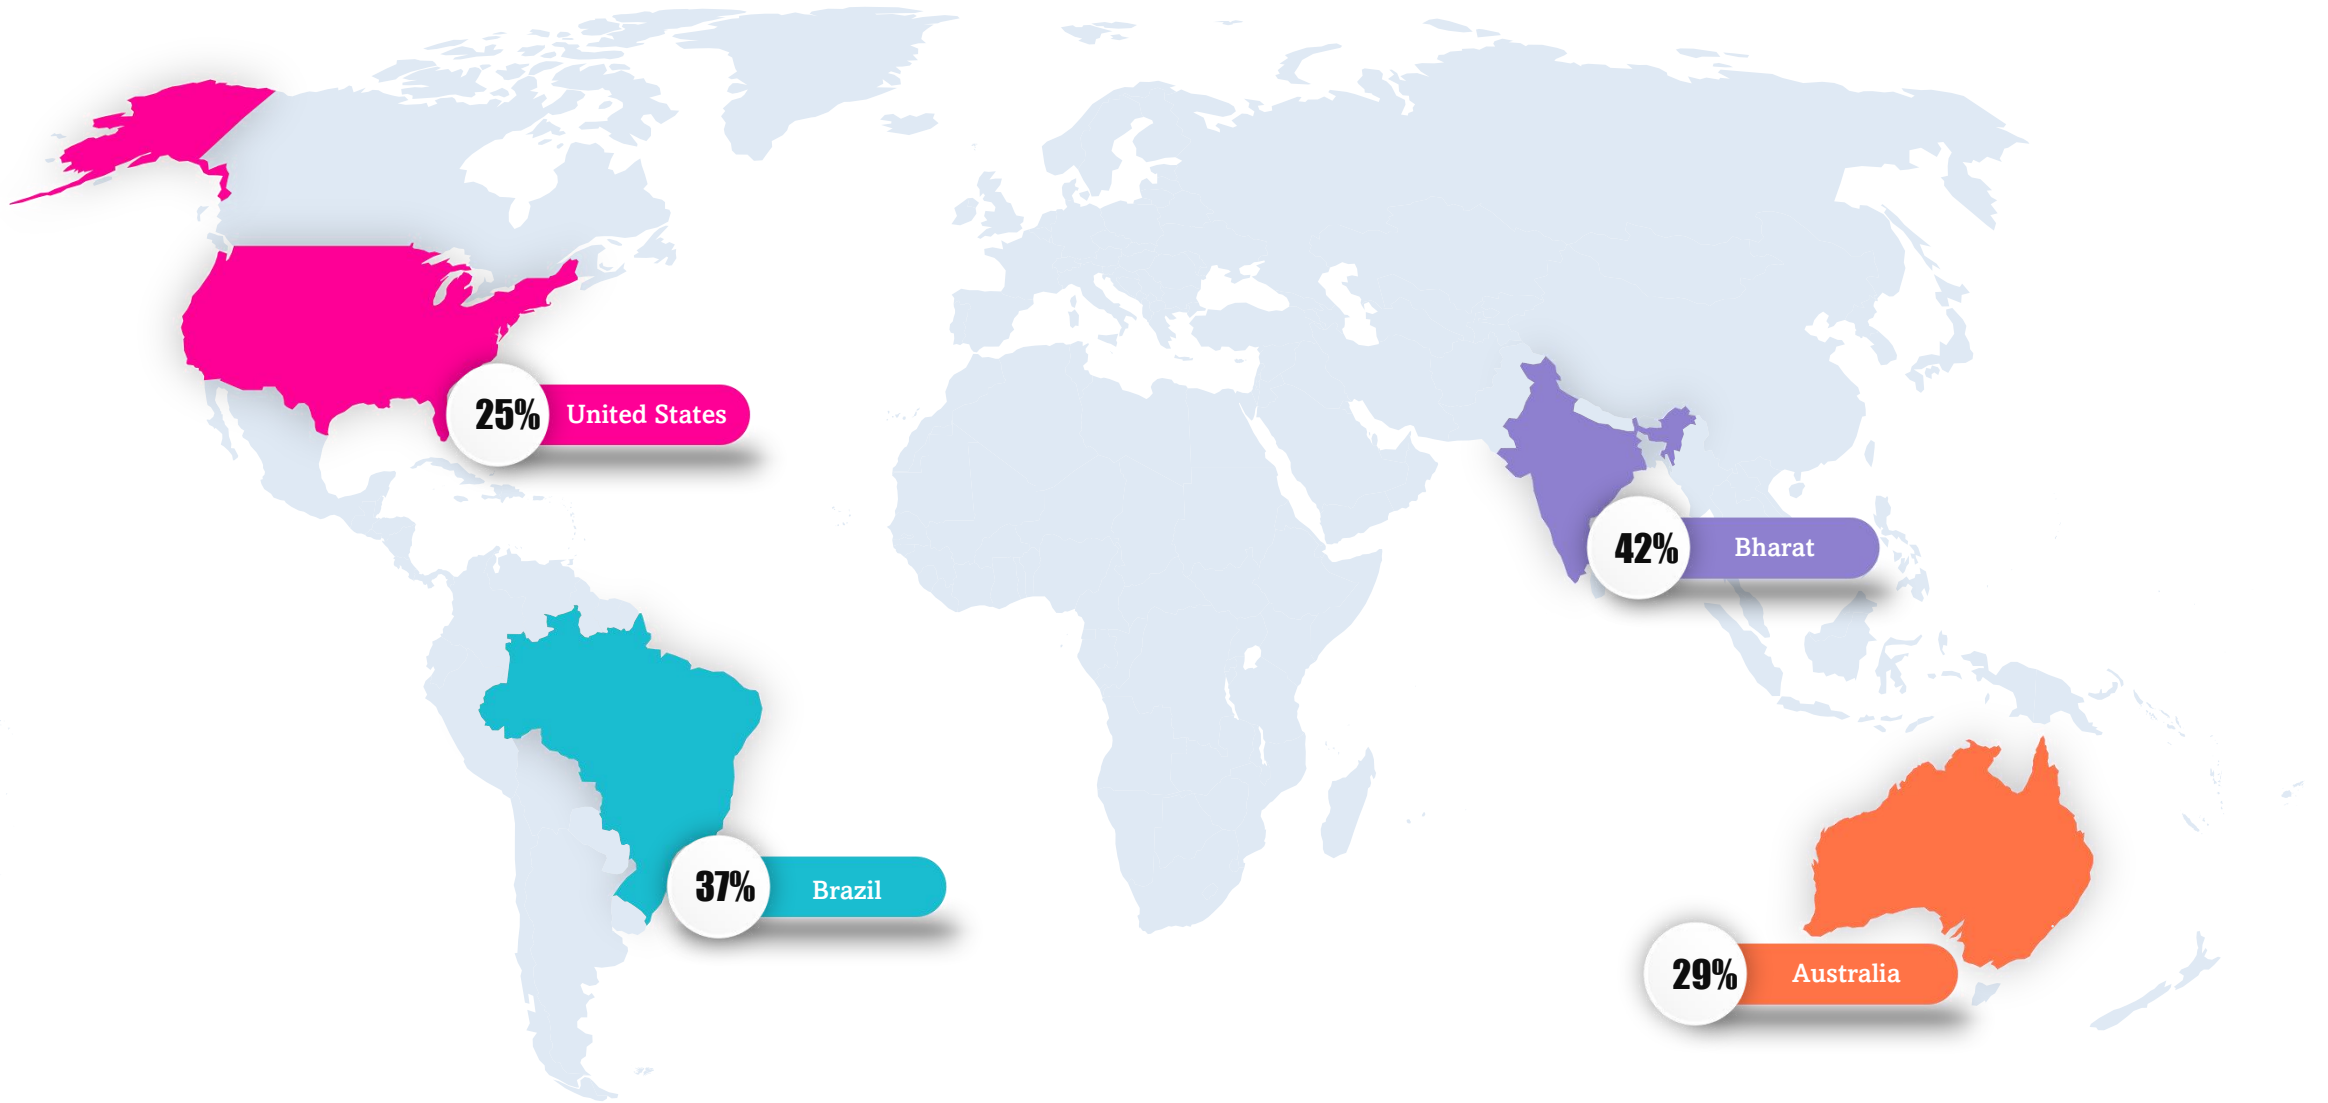 25%
United States
42%
Bharat
37%
Brazil
29%
Australia